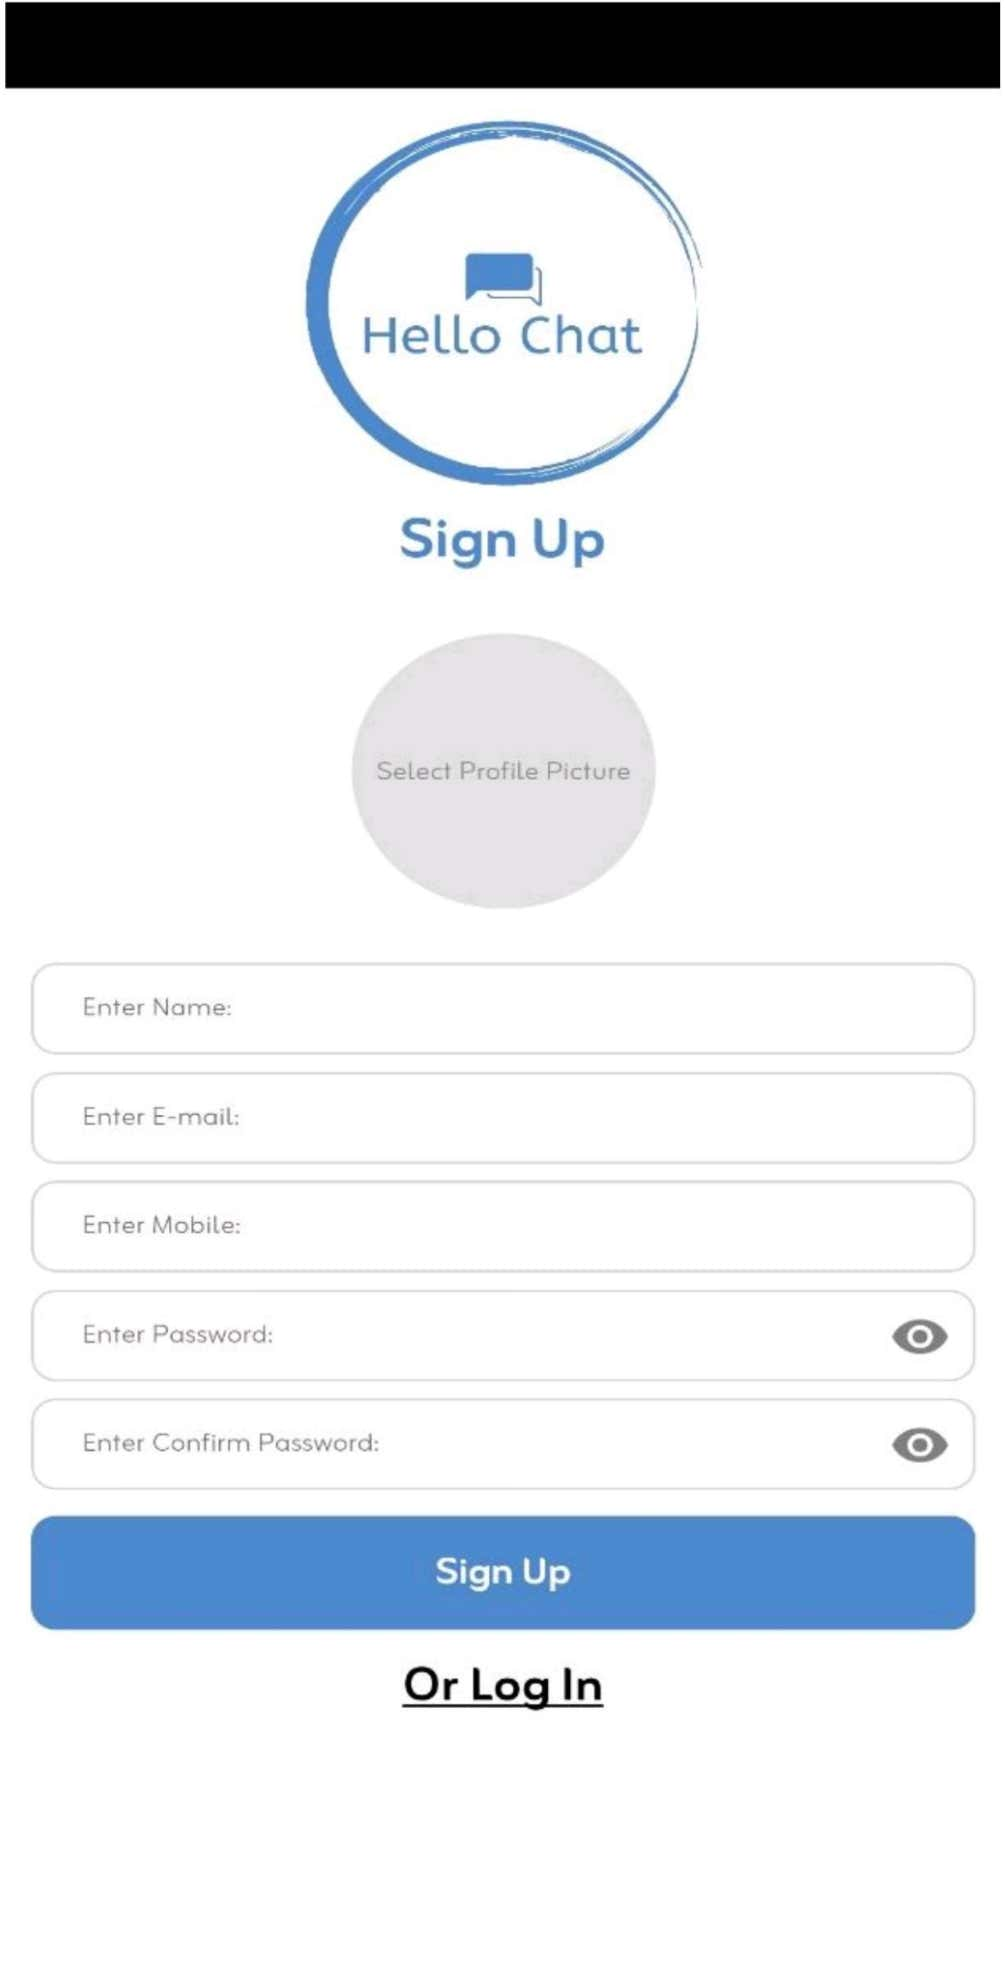 Hello Chat
Sign Up
Select Profile Picture
Enter Name:
Enter E-mail:
Enter Mobile:
Enter Password:
Enter Confirm Password:
Sign Up
Or Log In